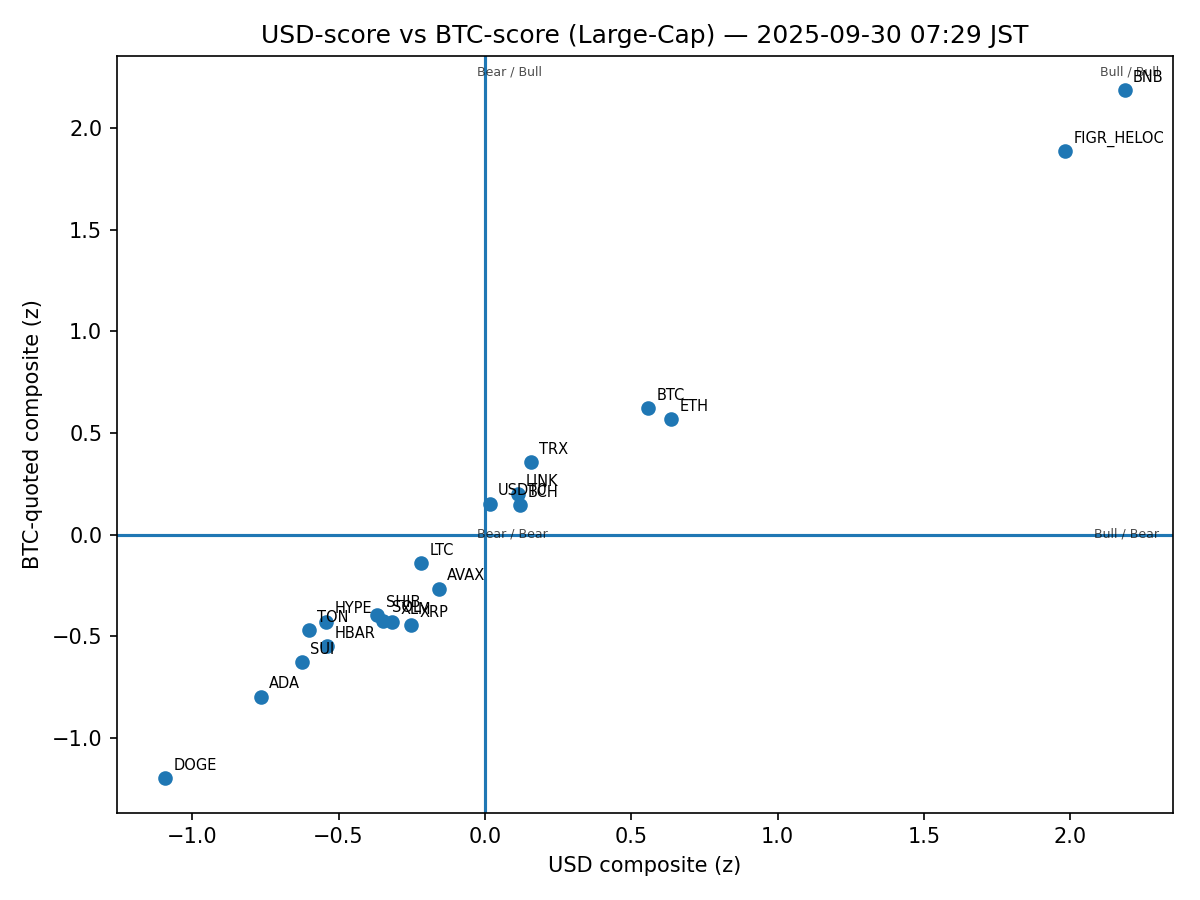 USD-score vs BTC-score (Large-Cap) — 2025-09-30 07:29 JST
Bear / Bull
Bull / Bull
BNB
FIGR_HELOC
BTC
ETH
TRX
LINK
BCH
Bear / Bear
Bull / Bear
LTC
AVAX
SHIB
HYPE
XRP
TON
HBAR
SUI
ADA
DOGE
2.0
1.5
1.0
0.5
0.0
−0.5
−1.0
−1.0
−0.5
0.0
0.5
1.0
1.5
2.0
USD composite (z)
BTC-quoted composite (z)